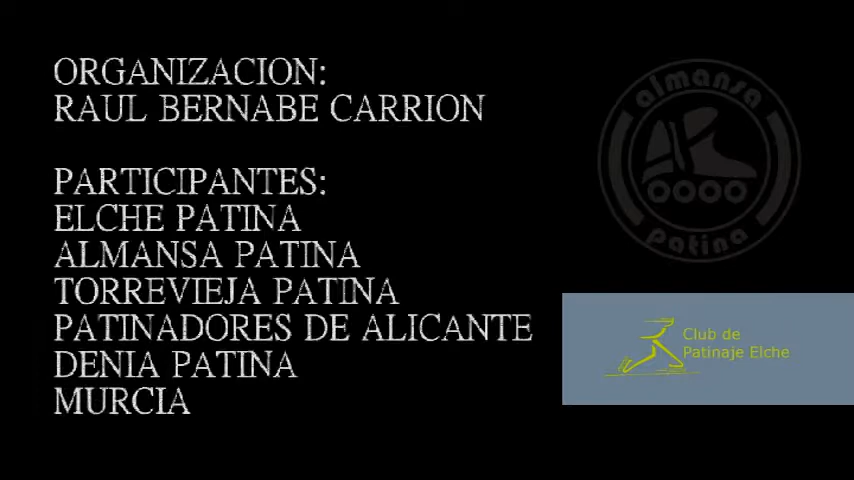 ORGANIZACION:
RAUL BERNABE CARRION
PARTICIPANTES:
ELCHE PATINA
ALMANSA PATINA
TORREVIEJA PATINA
PATINADORES DE ALICANTE
DENIA PATINA
MURCIA
almansa
patina
Club de
Patinaje Elche